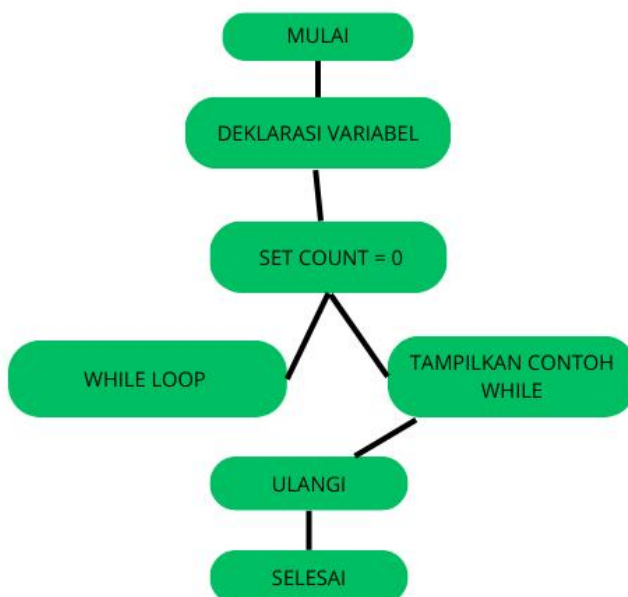 MULAI
DEKLARASI VARIABEL
SET COUNT = 0
WHILE LOOP
TAMPILKAN CONTOH
WHILE
ULANGI
SELESAI